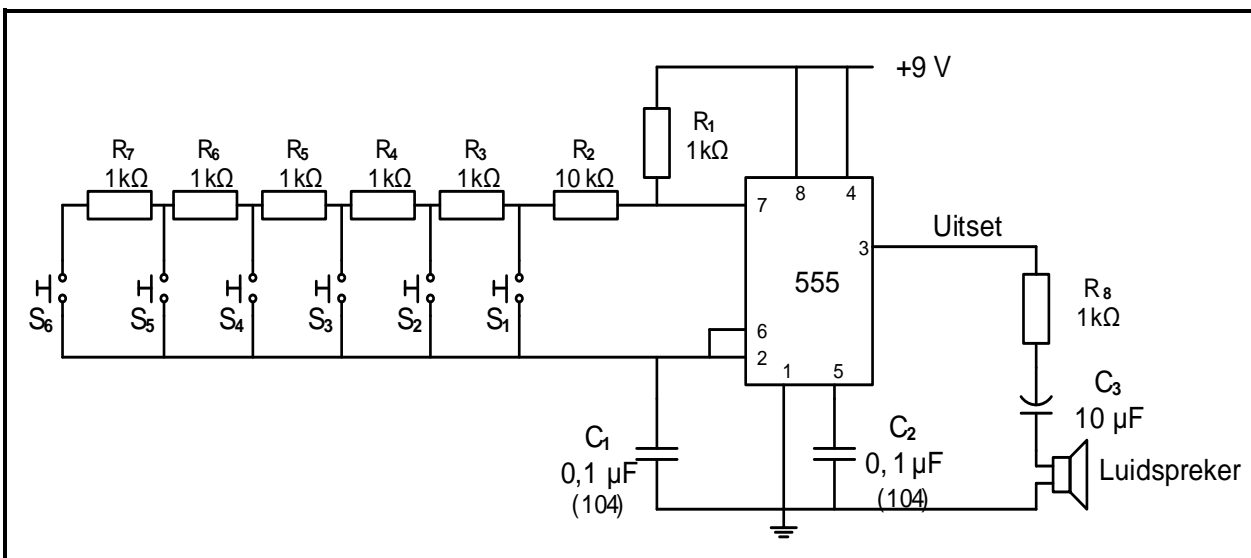 +9 V
R₁
1kΩ
R₇
1kΩ
R₆
1kΩ
R₅
1kΩ
R₄
1kΩ
R₃
1kΩ
R₂
10 kΩ
7
8
4
Uitset
3
555
S₆
S₅
S₄
S₃
S₂
S₁
R₈
1kΩ
6
2
1
5
C₃
10 µF
C₁
0,1 µF
(104)
C₂
0, 1 µF
(104)
Luidspreker